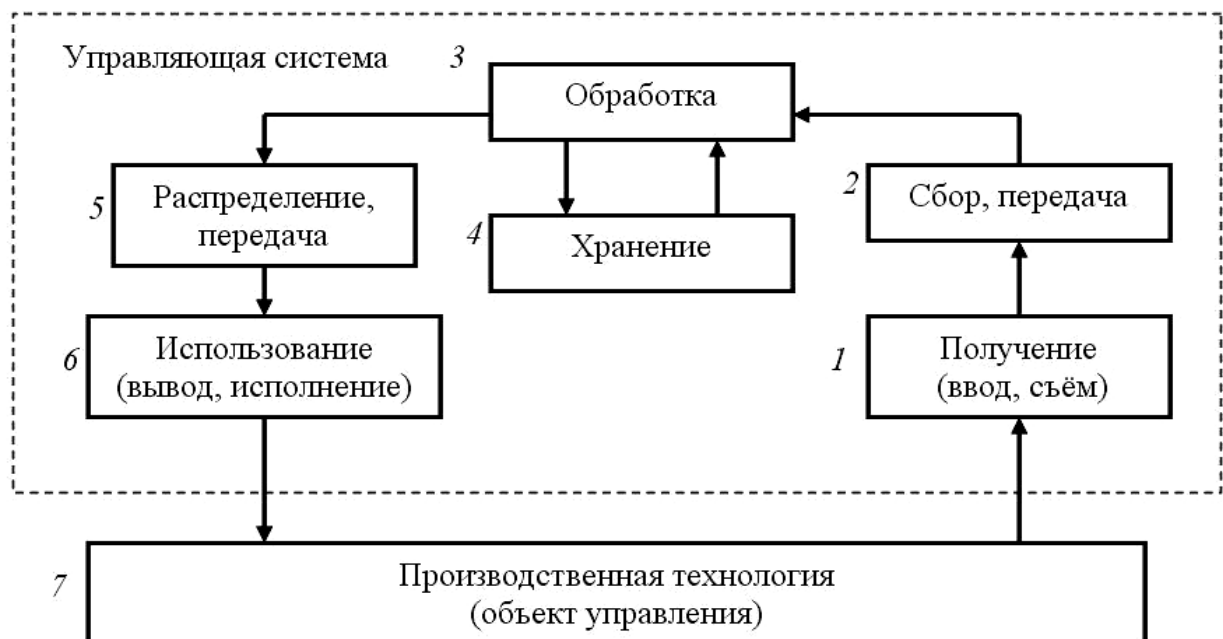 Управляющая система
3
Обработка
5
Распределение,
передача
4
Хранение
2
Сбор, передача
6
Использование
(вывод, исполнение)
1
Получение
(ввод, съём)
7
Производственная технология
(объект управления)